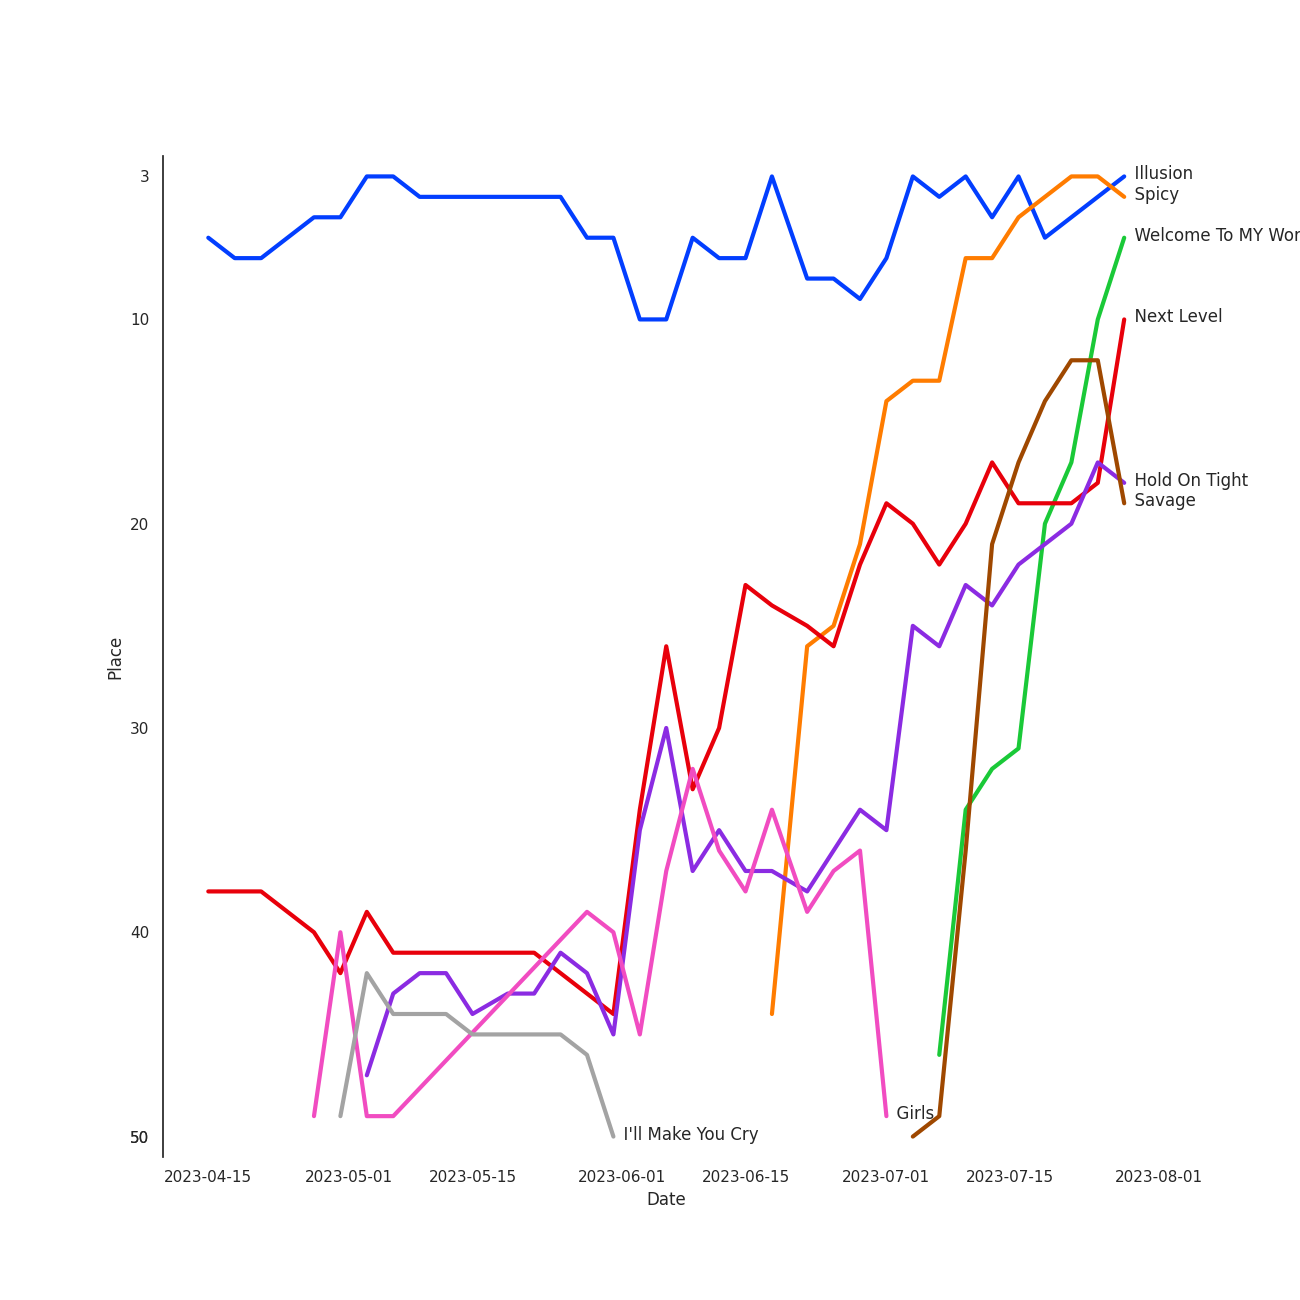 3
10
20
30
40
50
Place
Illusion
Spicy
Welcome To MY Wor
Next Level
Hold On Tight
Savage
Girls
I'll Make You Cry
2023-04-15
2023-05-01
2023-05-15
2023-06-01
2023-06-15
2023-07-01
2023-07-15
2023-08-01
Date